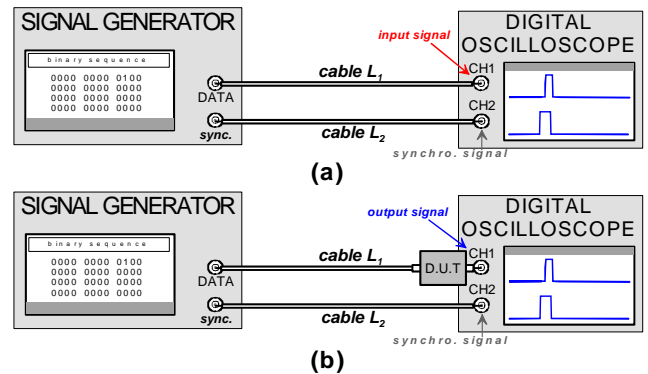 SIGNAL GENERATOR
binary sequence
0000 0000 0100
0000 0000 0000
0000 0000 0000
0000 0000 0000
DATA
sync.
cable L1
cable L2
input signal
DIGITAL
OSCILLOSCOPE
CH1
CH2
synchro. signal
(a)
SIGNAL GENERATOR
binary sequence
0000 0000 0100
0000 0000 0000
0000 0000 0000
0000 0000 0000
DATA
sync.
cable L1
cable L2
output signal
D.U.T
DIGITAL
OSCILLOSCOPE
CH1
CH2
synchro. signal
(b)